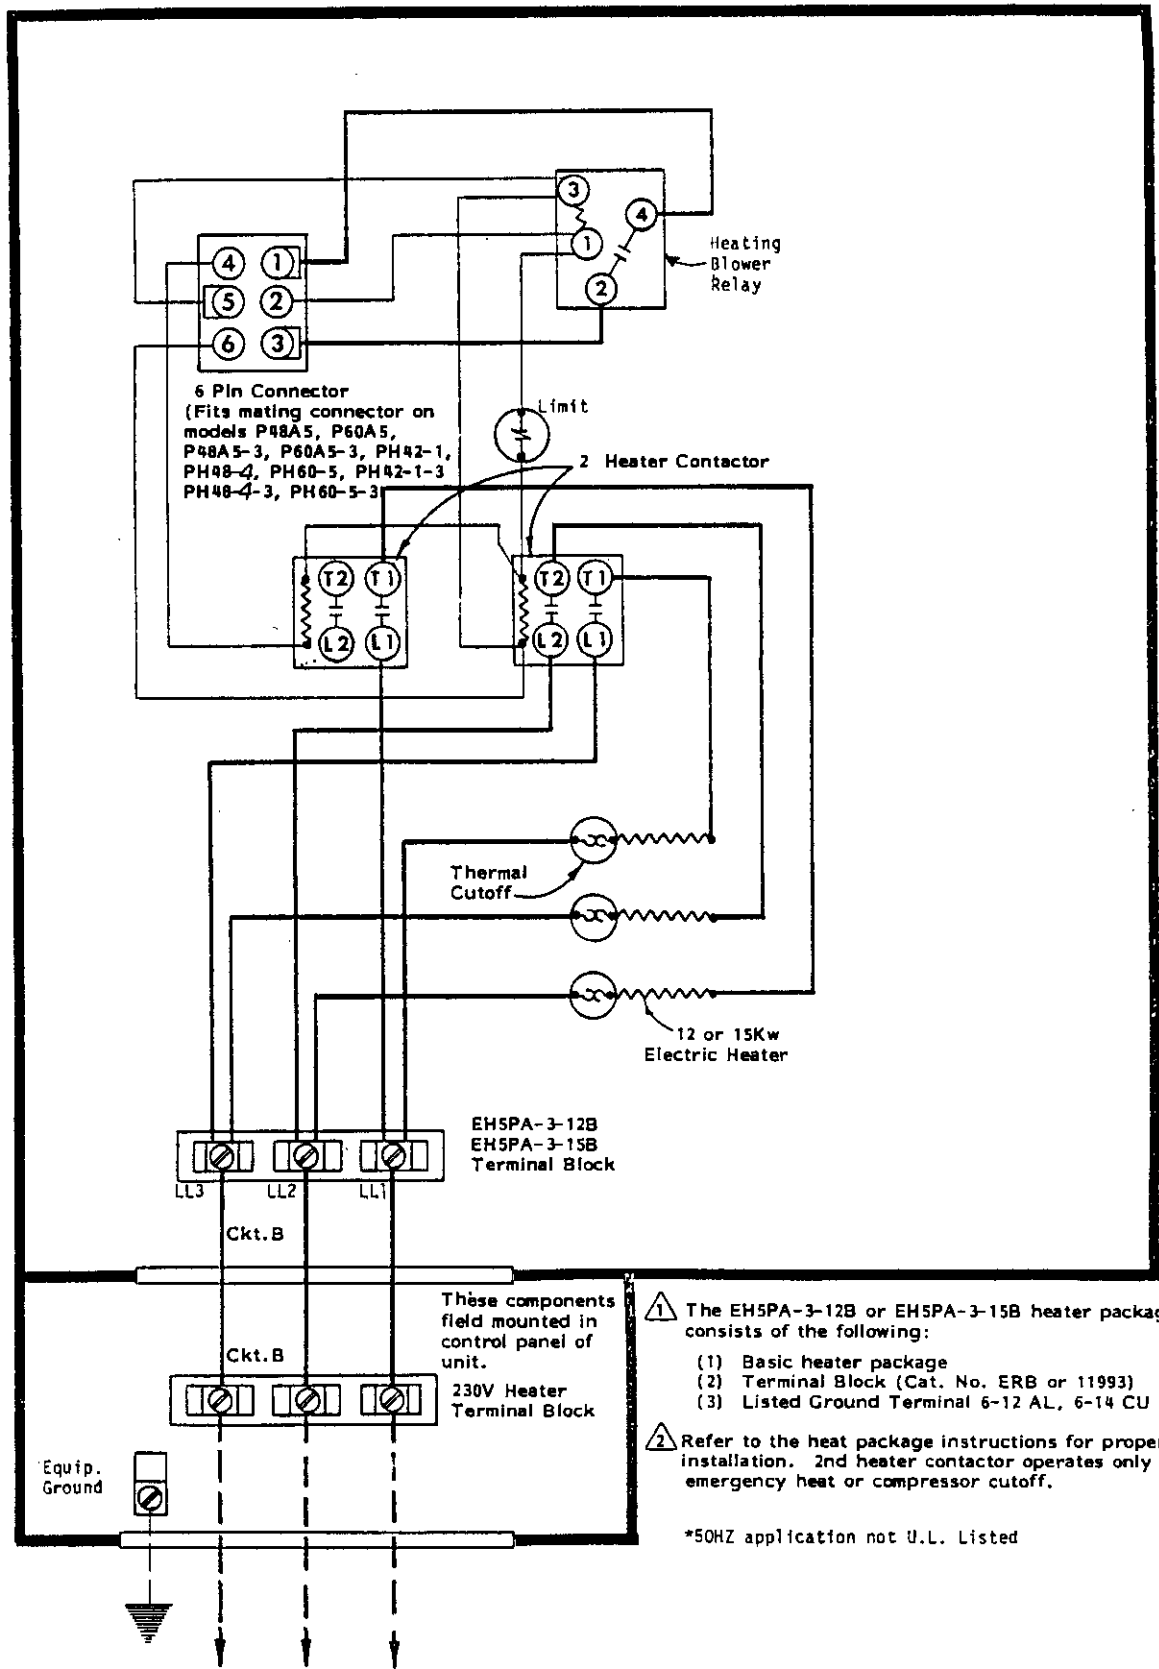 3
4
1
2
Heating
Blower
Relay
4 1
5 2
6 3
6 Pin Connector
(Fits mating connector on
models P48A5, P60A5,
P48A5-3, P60A5-3, PH42-1,
PH48-4, PH60-5, PH42-1-3
PH48-4-3, PH60-5-3
Limit
2 Heater Contactor
T2 T1
L2 L1
T2 T1
L2 L1
Thermal
Cutoff
12 or 15Kw
Electric Heater
EH5PA-3-12B
EH5PA-3-15B
Terminal Block
LL3 LL2 LL1
Ckt.B
These components
field mounted in
control panel of
unit.
Ckt.B
230V Heater
Terminal Block
Equip.
Ground
1 The EH5PA-3-12B or EH5PA-3-15B heater packag
consists of the following:
(1) Basic heater package
(2) Terminal Block (Cat. No. ERB or 11993)
(3) Listed Ground Terminal 6-12 AL, 6-14 CU
2 Refer to the heat package instructions for proper
installation. 2nd heater contactor operates only
emergency heat or compressor cutoff.
*50HZ application not U.L. Listed